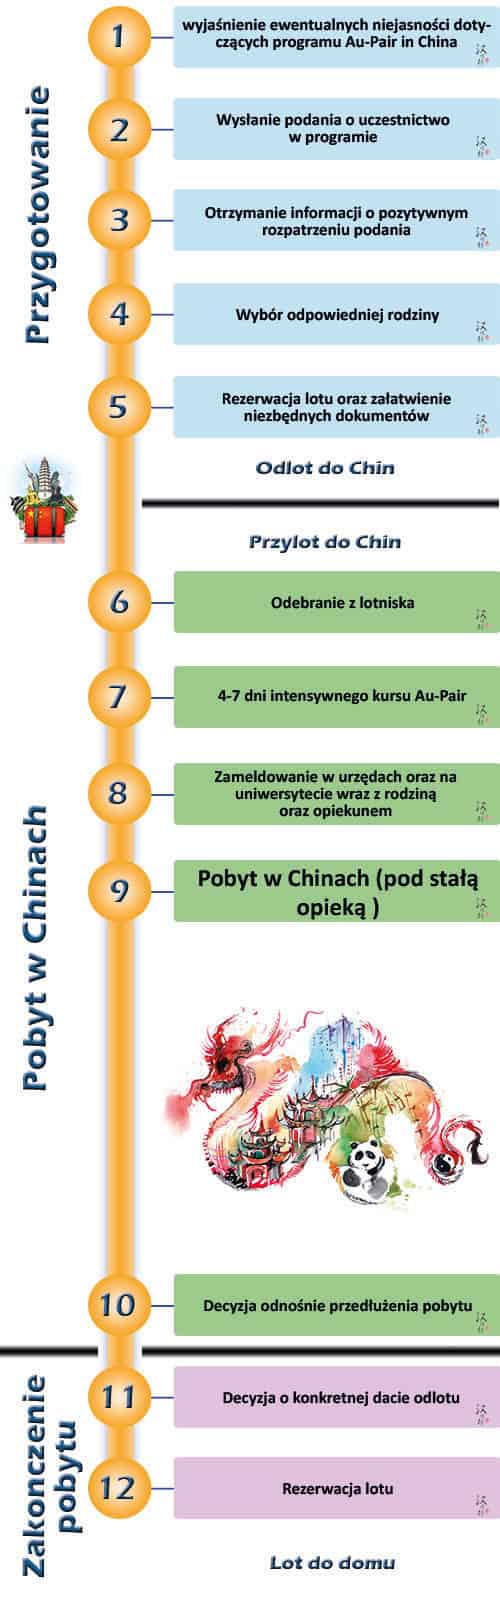 Przygotowanie
1
wyjaśnienie ewentualnych niejasności doty-
czących programu Au-Pair in China
2
Wysłanie podania o uczestnictwo
w programie
3
Otrzymanie informacji o pozytywnym
rozpatrzeniu podania
4
Wybór odpowiedniej rodziny
5
Rezerwacja lotu oraz załatwienie
niezbędnych dokumentów
Odlot do Chin
Przylot do Chin
Pobyt w Chinach
6
Odebranie z lotniska
7
4-7 dni intensywnego kursu Au-Pair
8
Zameldowanie w urzędach oraz na
uniwersytecie wraz z rodziną
oraz opiekunem
9
Pobyt w Chinach (pod stałą
opieką )
10
Decyzja odnośnie przedłużenia pobytu
Zakonczenie
pobytu
11
Decyzja o konkretnej dacie odlotu
12
Rezerwacja lotu
Lot do domu